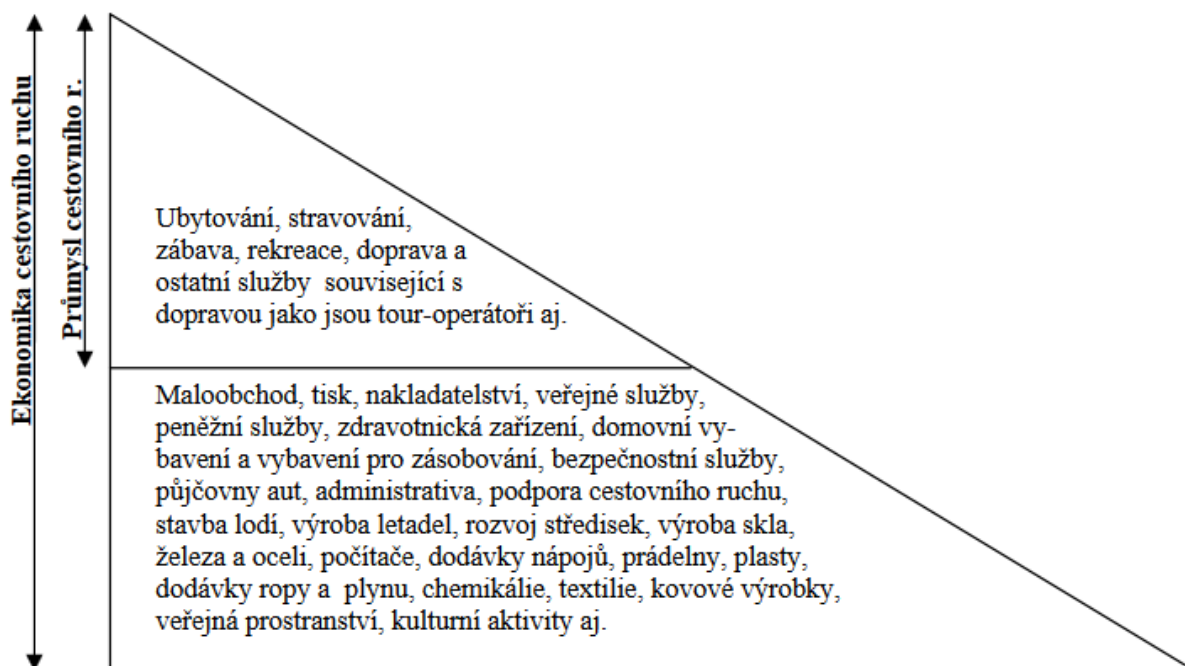 Ekonomika cestovního ruchu
Průmysl cestovního r.
Ubytování, stravování,
zábava, rekreace, doprava a
ostatní služby související s
dopravou jako jsou tour-operátoři aj.
Maloobchod, tisk, nakladatelství, veřejné služby,
peněžní služby, zdravotnická zařízení, domovní vy-
bavení a vybavení pro zásobování, bezpečnostní služby,
půjčovny aut, administrativa, podpora cestovního ruchu,
stavba lodí, výroba letadel, rozvoj středisek, výroba skla,
železa a oceli, počítače, dodávky nápojů, prádelny, plasty,
dodávky ropy a plynu, chemikálie, textilie, kovové výrobky,
veřejná prostranství, kulturní aktivity aj.